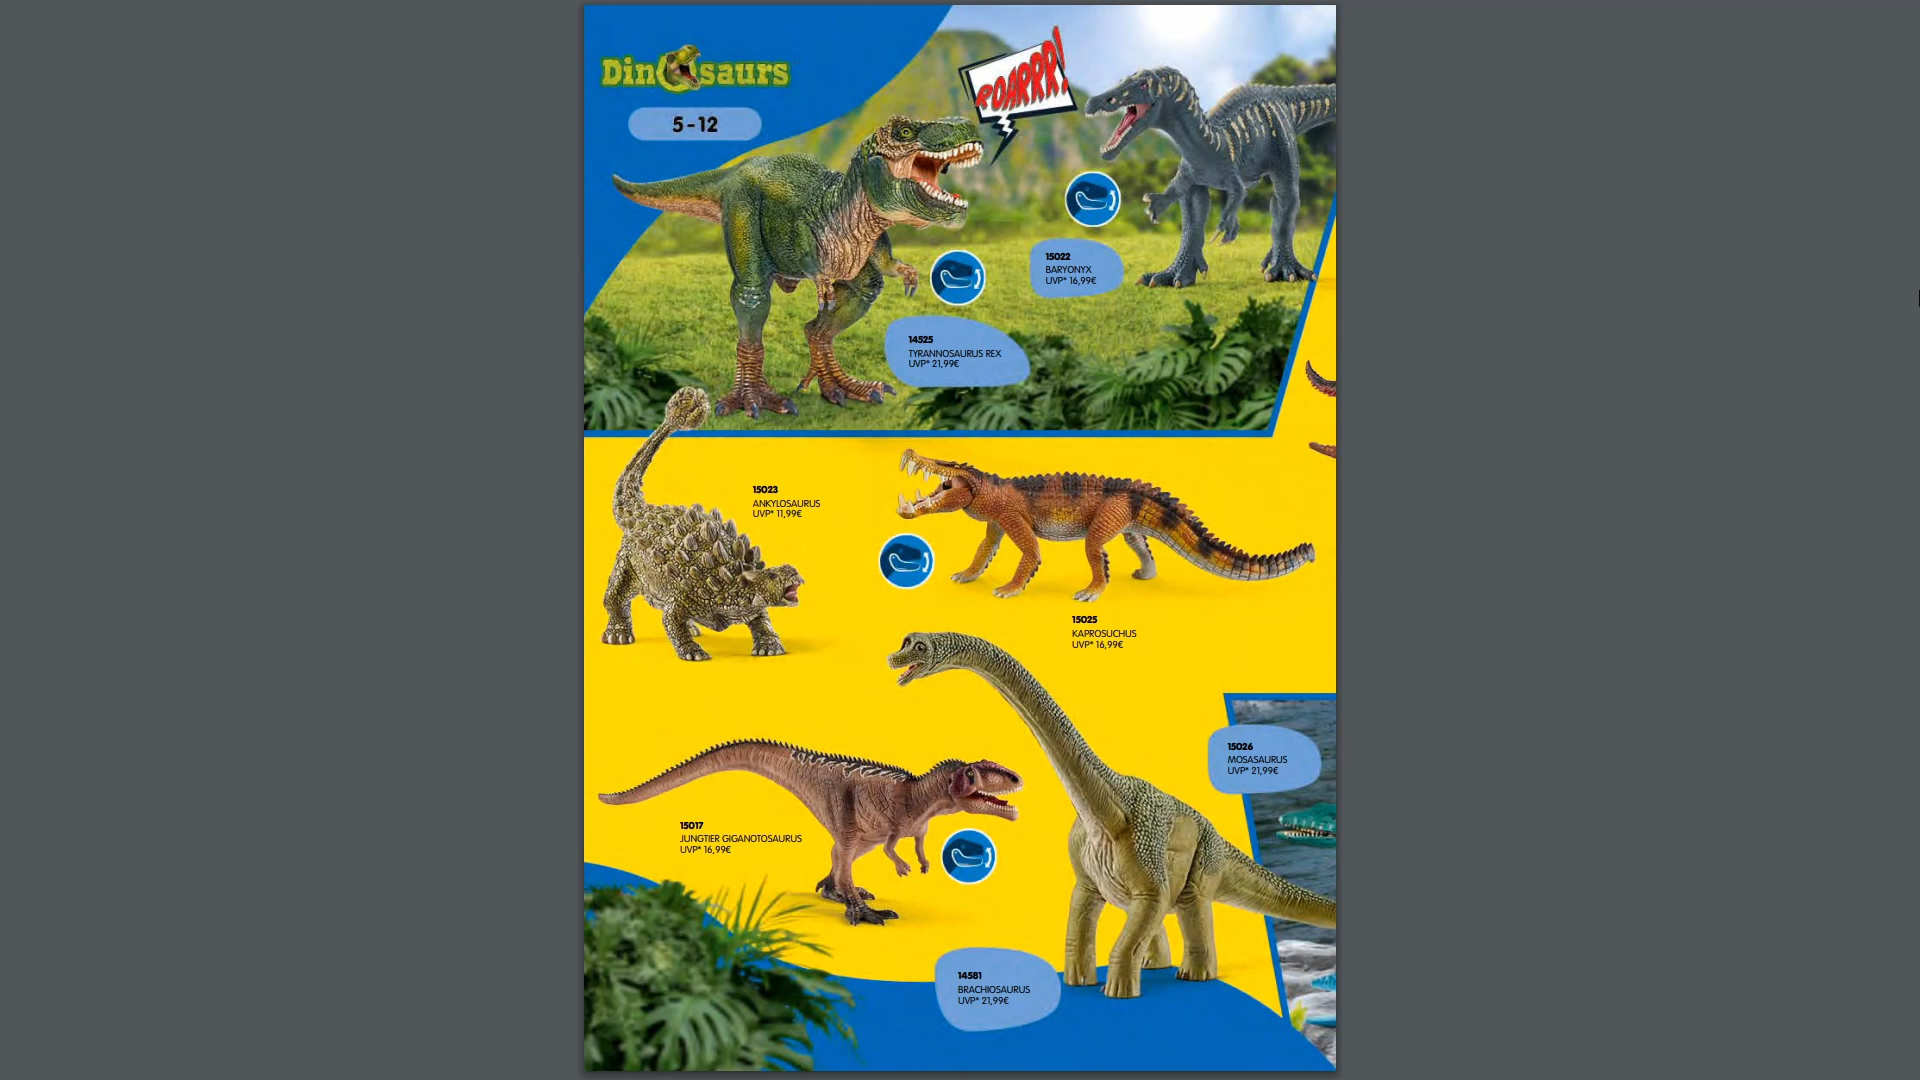 Dinosaurs
5-12
ROARRR!
15022
BARYONYX
UVP* 16,99€
14525
TYRANNOSAURUS REX
UVP* 21,99€
15023
ANKYLOSAURUS
UVP* 11,99€
15025
KAPROSUCHUS
UVP* 16,99€
15026
MOSASAURUS
UVP* 21,99€
15017
JUNGTIER GIGANOTOSAURUS
UVP* 16,99€
14581
BRACHIOSAURUS
UVP* 21,99€